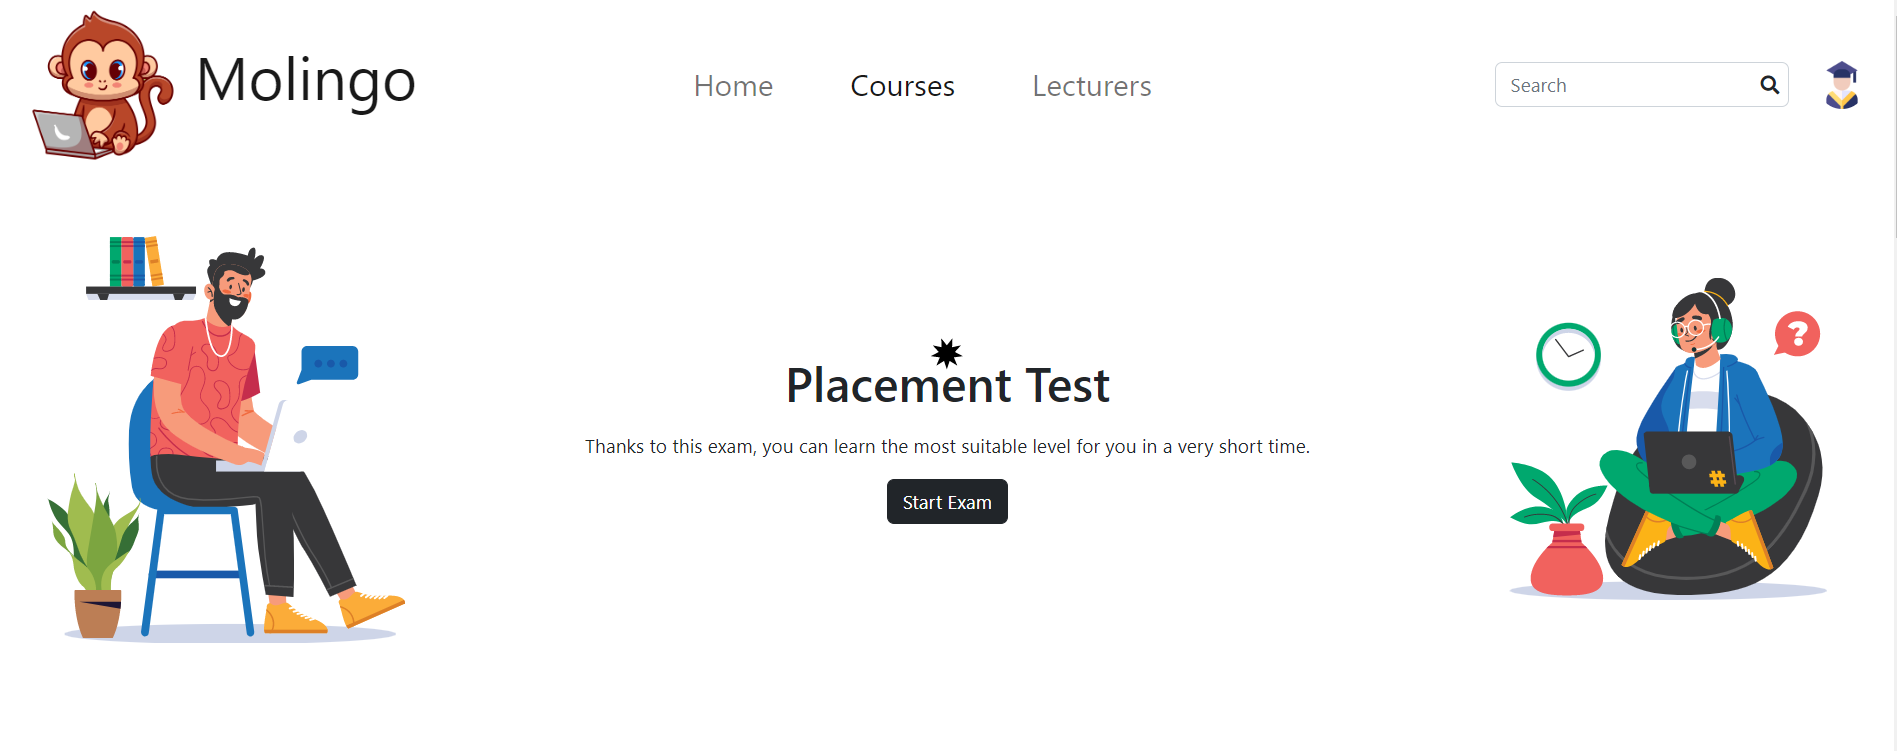 Molingo
Home
Courses
Lecturers
Search
Placement Test
Thanks to this exam, you can learn the most suitable level for you in a very short time.
Start Exam
?
#